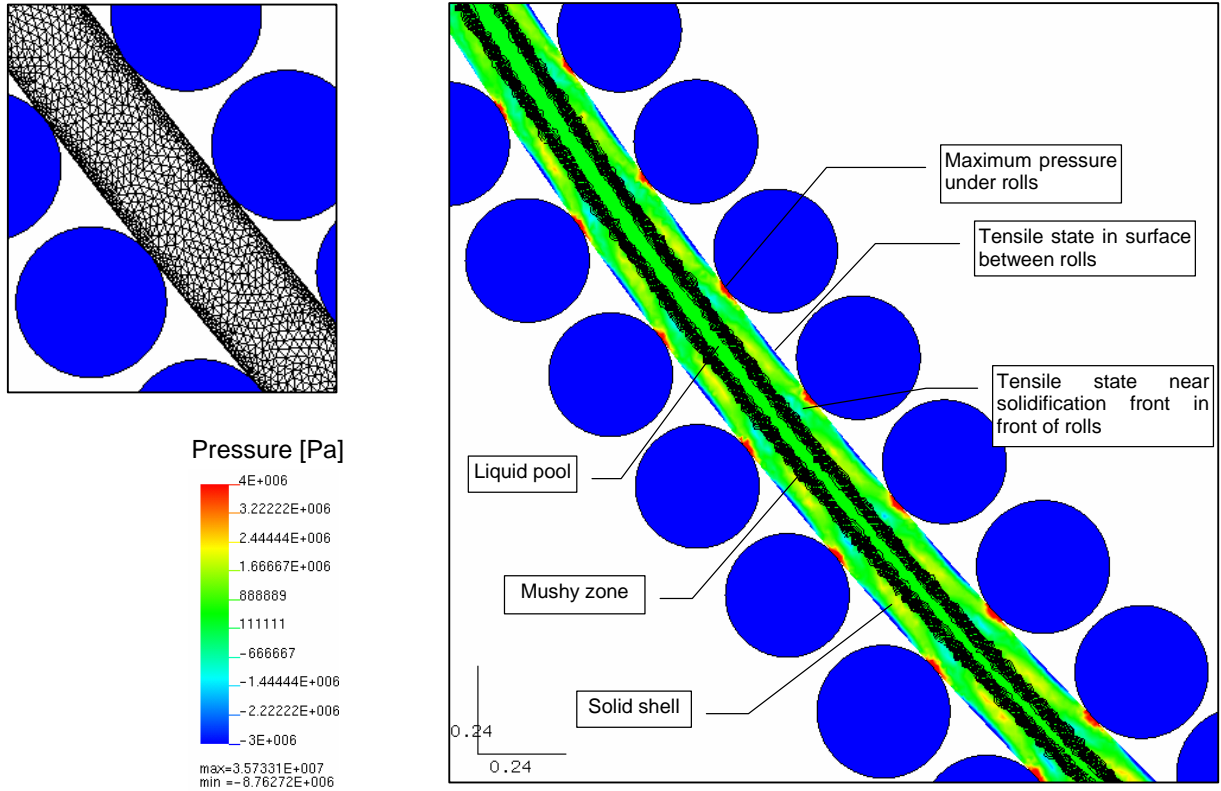 Maximum pressure
under rolls
Tensile state in surface
between rolls
Tensile state near
solidification front in
front of rolls
Liquid pool
Mushy zone
Solid shell
0.24
0.24
Pressure [Pa]
4E+006
3.22222E+006
2.44444E+006
1.66667E+006
888889
111111
-666667
-1.44444E+006
-2.22222E+006
-3E+006
max=3.57331E+007
min =-8.76272E+006